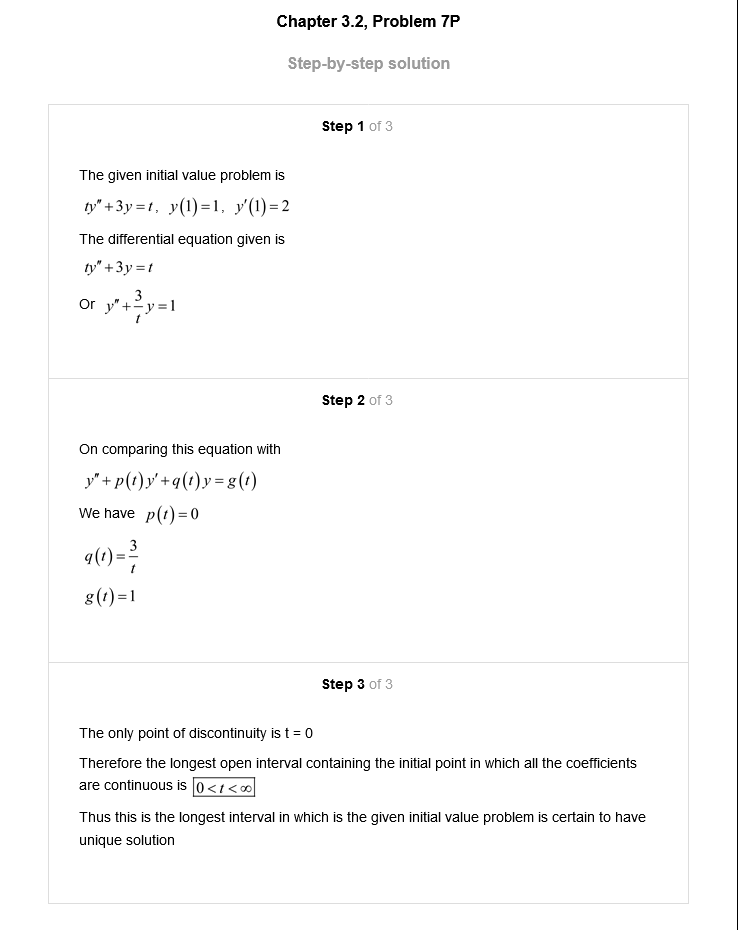 Chapter 3.2, Problem 7P
Step-by-step solution
Step 1 of 3
The given initial value problem is
ty″ + 3y = t, y(1) = 1, y′(1) = 2
The differential equation given is
ty″ + 3y = t
Or y″ + 3/t y = 1
Step 2 of 3
On comparing this equation with
y″ + p(t) y′ + q(t) y = g(t)
We have p(t) = 0
q(t) = 3/t
g(t) = 1
Step 3 of 3
The only point of discontinuity is t = 0
Therefore the longest open interval containing the initial point in which all the coefficients
are continuous is 0 < t < ∞
Thus this is the longest interval in which is the given initial value problem is certain to have
unique solution